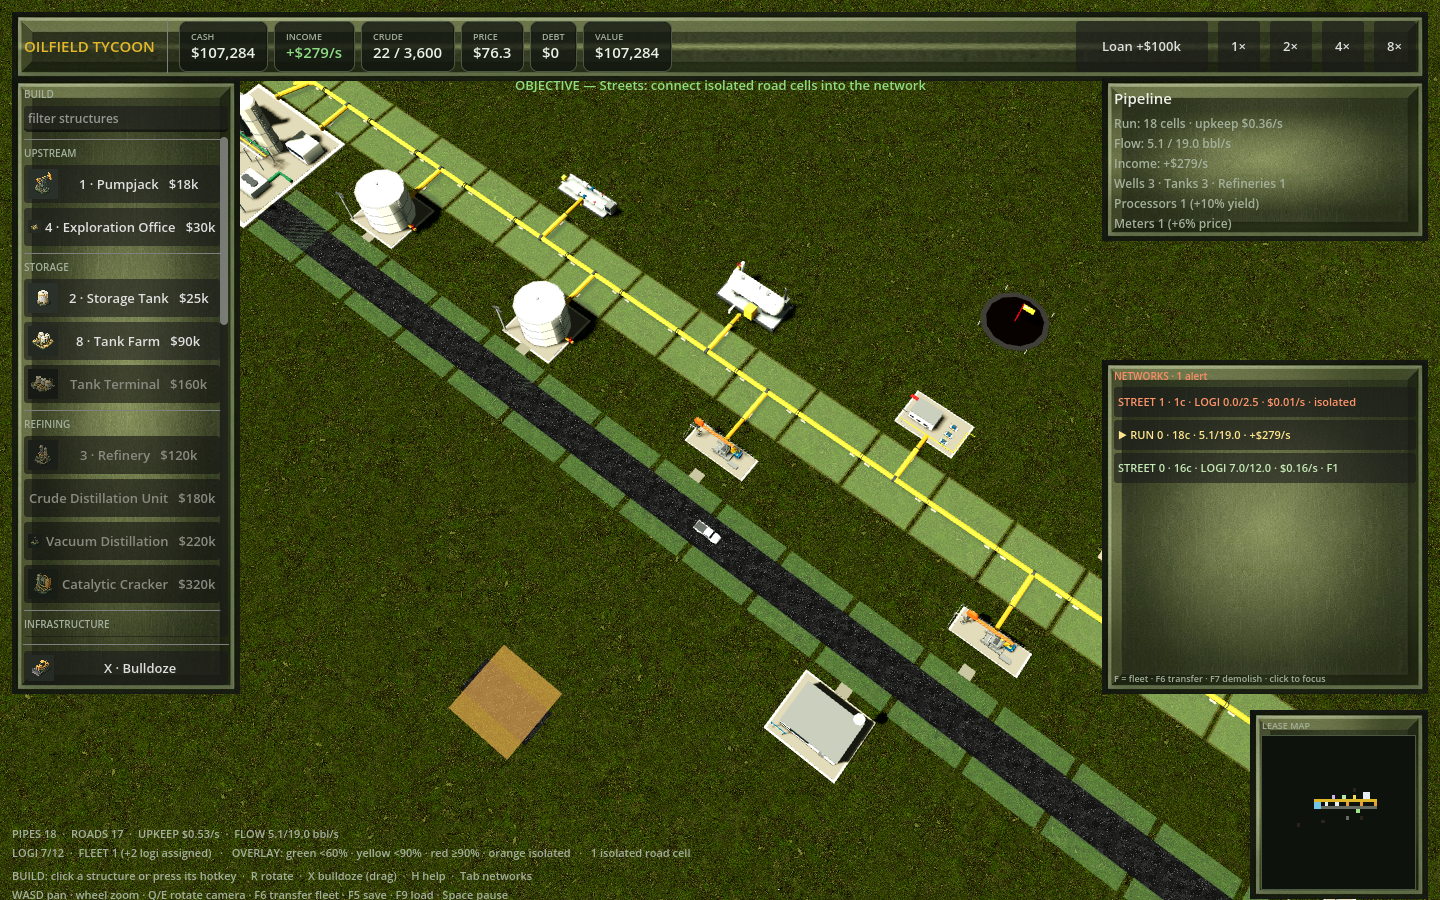 OILFIELD TYCOON
CASH
$107,284
INCOME
+$279/s
CRUDE
22 / 3,600
PRICE
$76.3
DEBT
$0
VALUE
$107,284
Loan +$100k
1×
2×
4×
8×
OBJECTIVE — Streets: connect isolated road cells into the network
BUILD
filter structures
UPSTREAM
1 · Pumpjack $18k
4 · Exploration Office $30k
STORAGE
2 · Storage Tank $25k
8 · Tank Farm $90k
Tank Terminal $160k
REFINING
3 · Refinery $120k
Crude Distillation Unit $180k
Vacuum Distillation $220k
Catalytic Cracker $320k
INFRASTRUCTURE
X · Bulldoze
Pipeline
Run: 18 cells · upkeep $0.36/s
Flow: 5.1 / 19.0 bbl/s
Income: +$279/s
Wells 3 · Tanks 3 · Refineries 1
Processors 1 (+10% yield)
Meters 1 (+6% price)
NETWORKS · 1 alert
STREET 1 · 1c · LOGI 0.0/2.5 · $0.01/s · isolated
▶ RUN 0 · 18c · 5.1/19.0 · +$279/s
STREET 0 · 16c · LOGI 7.0/12.0 · $0.16/s · F1
F = fleet · F6 transfer · F7 demolish · click to focus
LEASE MAP
PIPES 18 · ROADS 17 · UPKEEP $0.53/s · FLOW 5.1/19.0 bbl/s
LOGI 7/12 · FLEET 1 (+2 logi assigned) · OVERLAY: green <60% · yellow <90% · red ≥90% · orange isolated · 1 isolated road cell
BUILD: click a structure or press its hotkey · R rotate · X bulldoze (drag) · H help · Tab networks
WASD pan · wheel zoom · Q/E rotate camera · F6 transfer fleet · F5 save · F9 load · Space pause